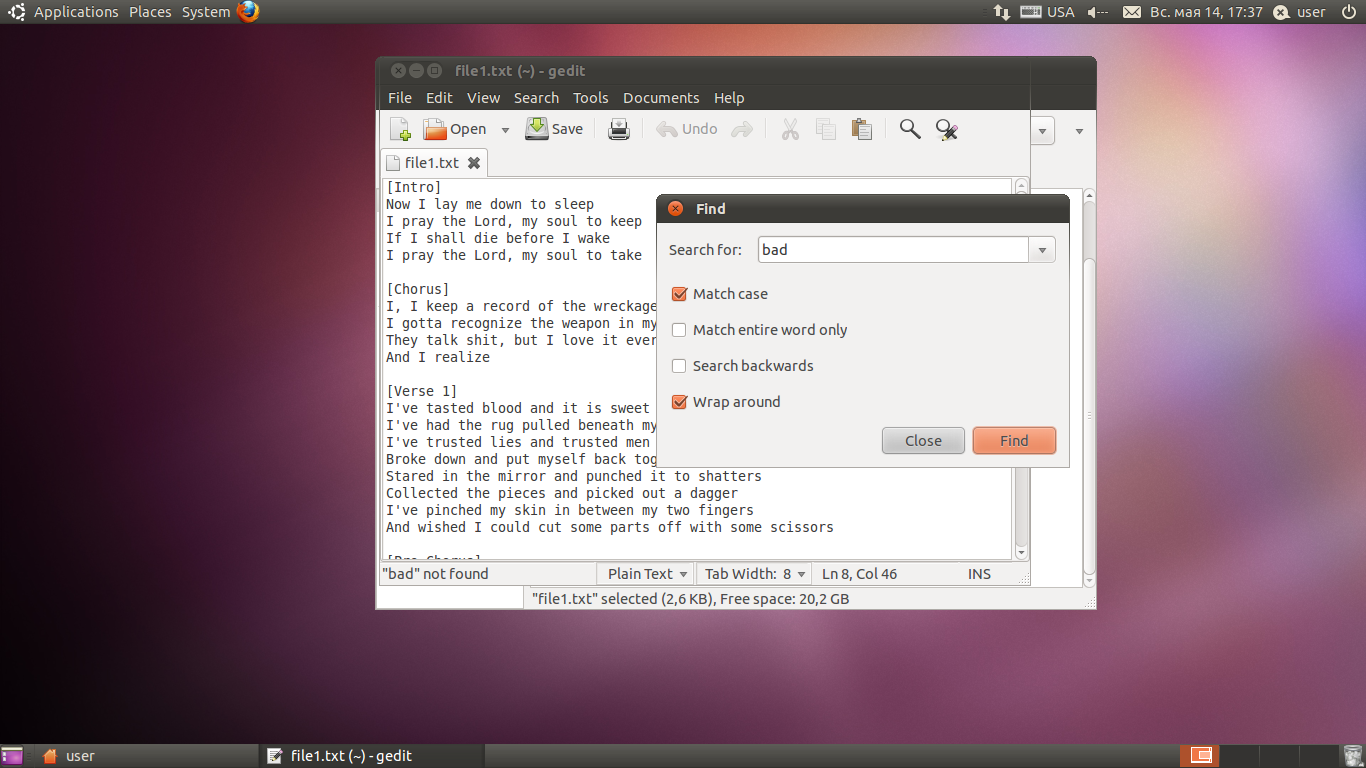 Applications Places System USA Вс. мая 14, 17:37 user
file1.txt (~) - gedit
File Edit View Search Tools Documents Help
Open Save Undo
file1.txt
[Intro]
Now I lay me down to sleep
I pray the Lord, my soul to keep
If I shall die before I wake
I pray the Lord, my soul to take
[Chorus]
I, I keep a record of the wreckage
I gotta recognize the weapon in my
They talk shit, but I love it ever
And I realize
[Verse 1]
I've tasted blood and it is sweet
I've had the rug pulled beneath my
I've trusted lies and trusted men
Broke down and put myself back tog
Stared in the mirror and punched it to shatters
Collected the pieces and picked out a dagger
I've pinched my skin in between my two fingers
And wished I could cut some parts off with some scissors
[Pre-Chorus]
Find
Search for: bad
Match case
Match entire word only
Search backwards
Wrap around
Close Find
"bad" not found Plain Text Tab Width: 8 Ln 8, Col 46 INS
"file1.txt" selected (2,6 KB), Free space: 20,2 GB
user file1.txt (~) - gedit